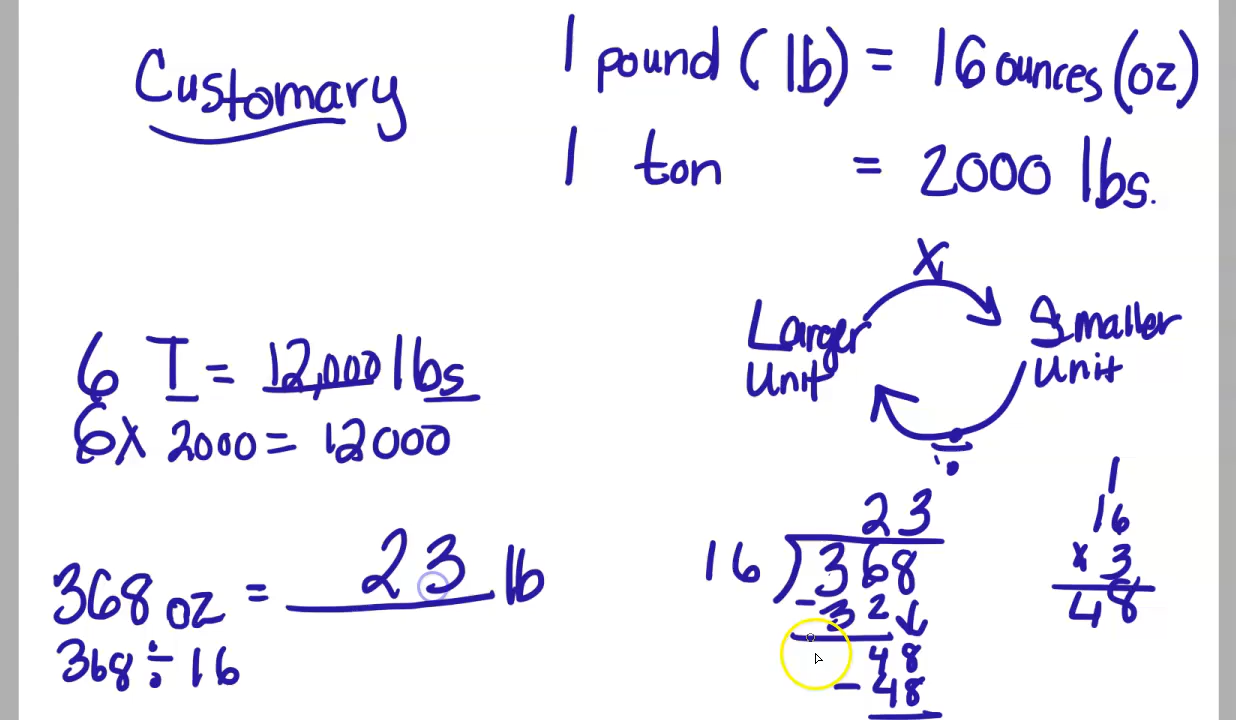 Customary
1 pound (lb) = 16 ounces (oz)
1 ton = 2000 lbs.
X
Larger Unit
Smaller Unit
÷
6 T = 12,000 lbs
6 x 2000 = 12000
368 oz = 23 lb
368 ÷ 16
23
16 ) 368
- 32
48
- 48
1
16
x 3
48